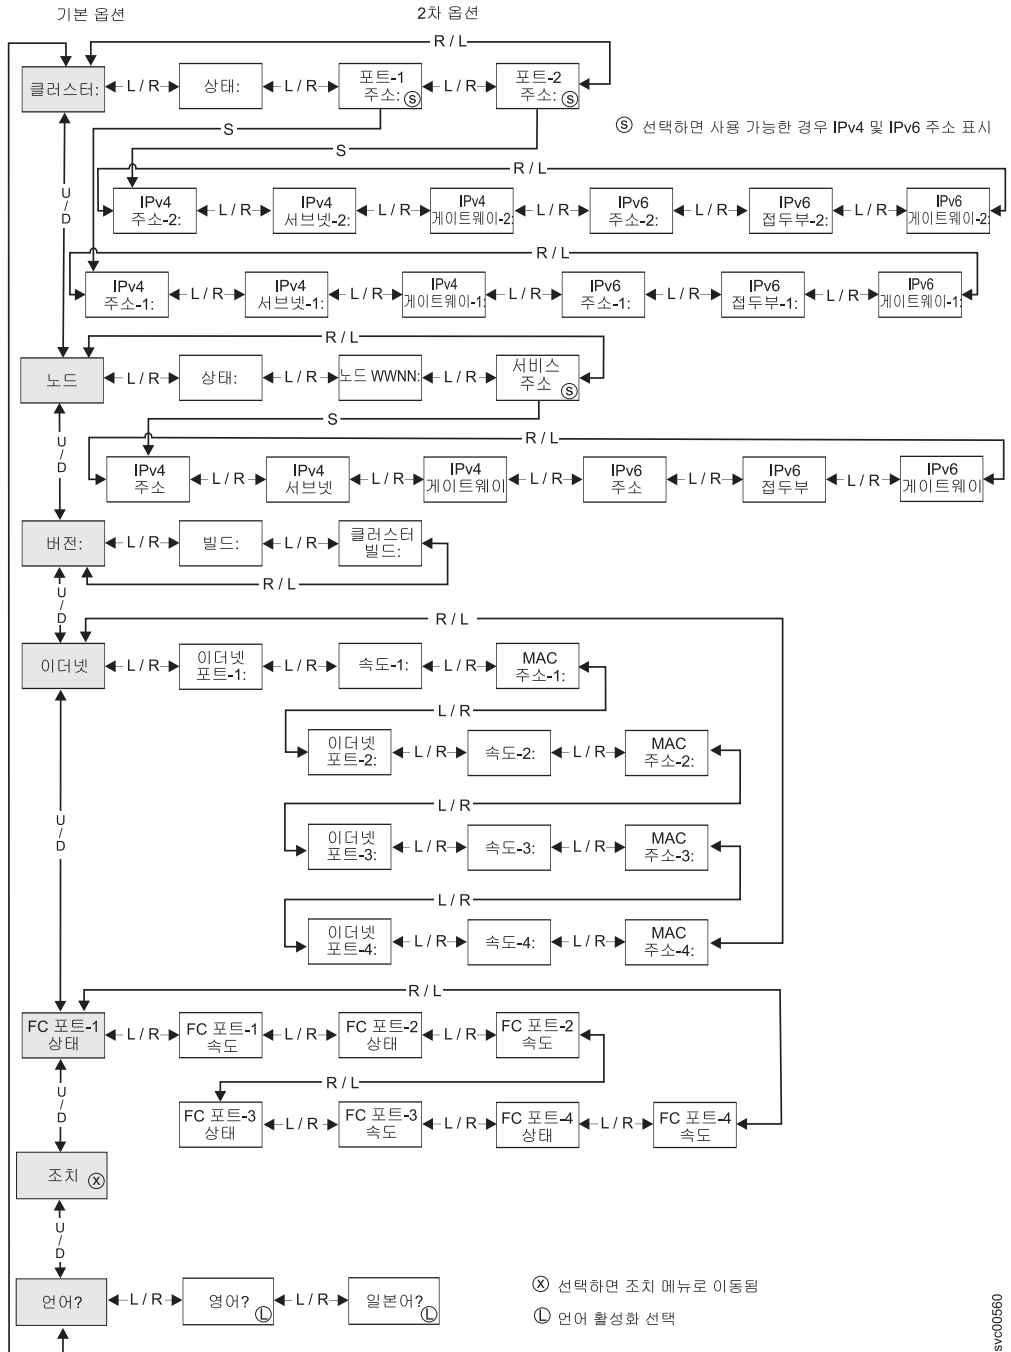 기본 옵션
2차 옵션
R / L
클러스터:
L / R
상태:
L / R
포트-1
주소: Ⓢ
L / R
포트-2
주소: Ⓢ
S
S
Ⓢ 선택하면 사용 가능한 경우 IPv4 및 IPv6 주소 표시
U/D
R / L
IPv4
주소-2:
L / R
IPv4
서브넷-2:
L / R
IPv4
게이트웨이-2:
L / R
IPv6
주소-2:
L / R
IPv6
접두부-2:
L / R
IPv6
게이트웨이-2:
R / L
IPv4
주소-1:
L / R
IPv4
서브넷-1:
L / R
IPv4
게이트웨이-1:
L / R
IPv6
주소-1:
L / R
IPv6
접두부-1:
L / R
IPv6
게이트웨이-1:
R / L
노드
L / R
상태:
L / R
노드 WWNN:
L / R
서비스
주소 Ⓢ
S
U/D
R / L
IPv4
주소
L / R
IPv4
서브넷
L / R
IPv4
게이트웨이
L / R
IPv6
주소
L / R
IPv6
접두부
L / R
IPv6
게이트웨이
버전:
L / R
빌드:
L / R
클러스터
빌드:
R / L
U/D
R / L
이더넷
L / R
이더넷
포트-1:
L / R
속도-1:
L / R
MAC
주소-1:
L / R
이더넷
포트-2:
L / R
속도-2:
L / R
MAC
주소-2:
L / R
U/D
이더넷
포트-3:
L / R
속도-3:
L / R
MAC
주소-3:
L / R
이더넷
포트-4:
L / R
속도-4:
L / R
MAC
주소-4:
R / L
FC 포트-1
상태
L / R
FC 포트-1
속도
L / R
FC 포트-2
상태
L / R
FC 포트-2
속도
R / L
U/D
FC 포트-3
상태
L / R
FC 포트-3
속도
L / R
FC 포트-4
상태
L / R
FC 포트-4
속도
조치 ⓧ
U/D
언어?
L / R
영어? Ⓛ
L / R
일본어? Ⓛ
ⓧ 선택하면 조치 메뉴로 이동됨
Ⓛ 언어 활성화 선택
svc00560